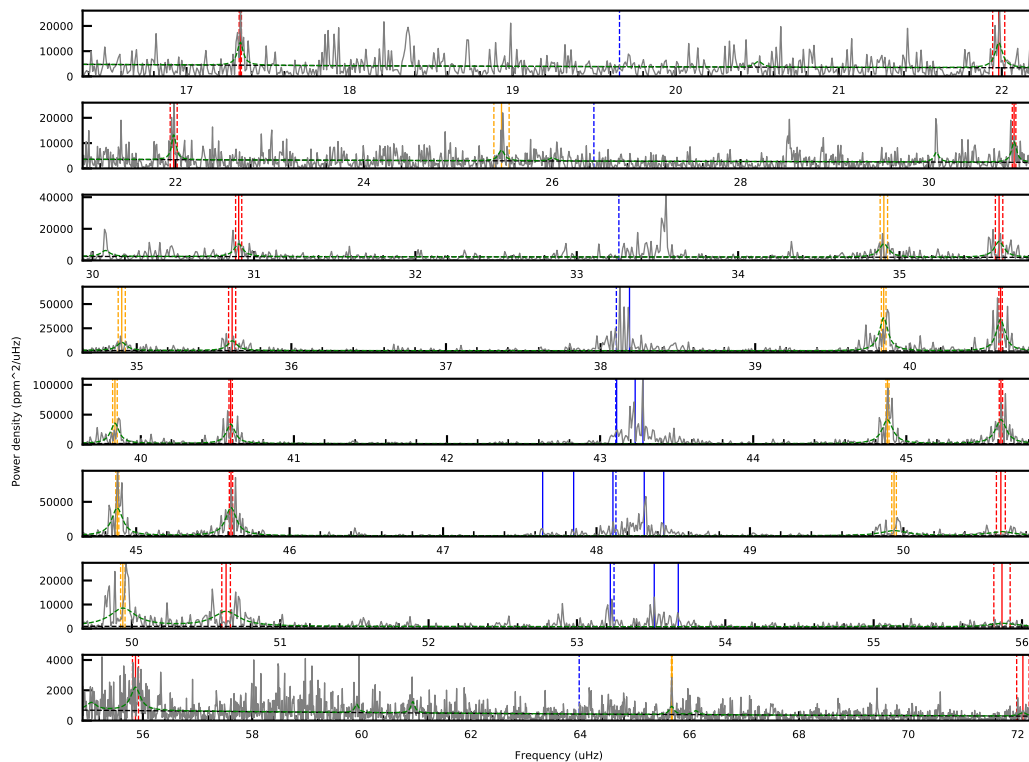 20000
10000
0
17 18 19 20 21 22
20000
10000
0
22 24 26 28 30
40000
20000
0
30 31 32 33 34 35
50000
25000
0
35 36 37 38 39 40
100000
50000
0
40 41 42 43 44 45
50000
0
45 46 47 48 49 50
20000
10000
0
50 51 52 53 54 55 56
4000
2000
0
56 58 60 62 64 66 68 70 72
Power density (ppm^2/uHz)
Frequency (uHz)